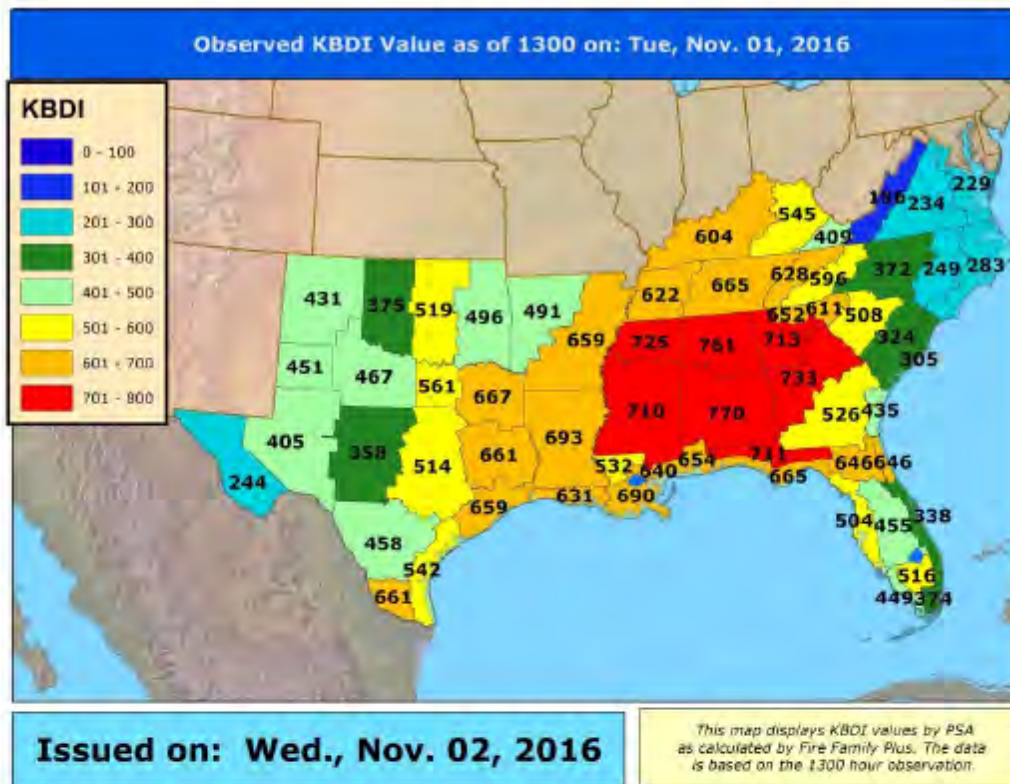 Observed KBDI Value as of 1300 on: Tue, Nov. 01, 2016
KBDI
0 - 100
101 - 200
201 - 300
301 - 400
401 - 500
501 - 600
601 - 700
701 - 800
196 234 229
545
604 409
372 249 283
628 596
665
622
652 611 508
431 375 519 496 491
659
725 761 713
324
305
451 467 561
667
733
710 770
526 435
405 358 514 661 693
532 640 654 711
646 646
665
244
659 631 690
504 455 338
458
542
516
661
449 374
Issued on: Wed., Nov. 02, 2016
This map displays KBDI values by PSA
as calculated by Fire Family Plus. The data
is based on the 1300 hour observation.